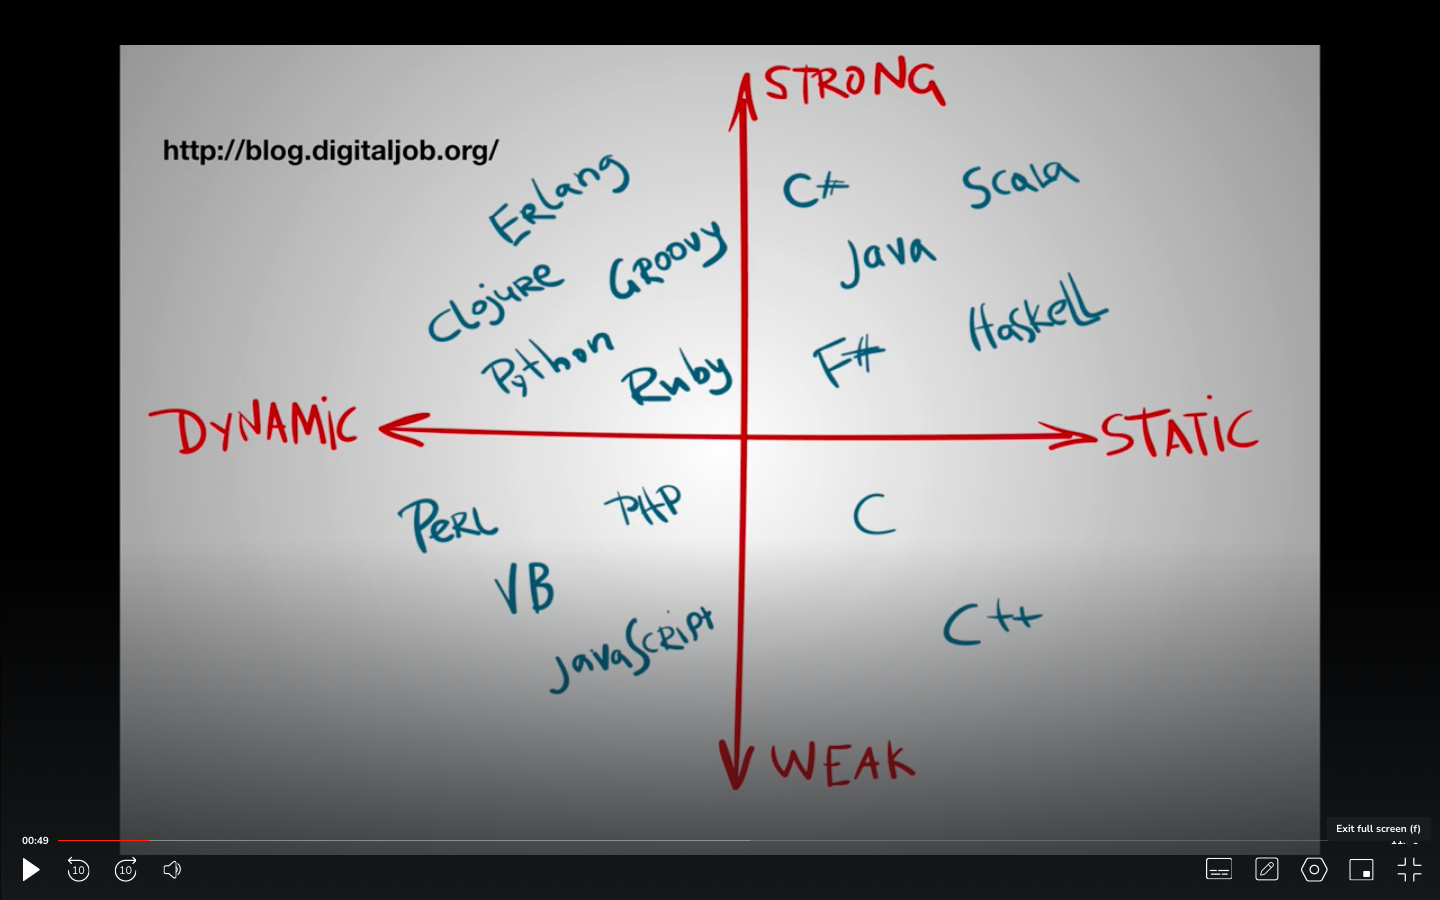 STRONG
http://blog.digitaljob.org/
Erlang
C#
Scala
Groovy
Java
Clojure
Haskell
Python
Ruby
F#
DYNAMIC
STATIC
PERL
PHP
C
VB
C++
JavaScript
WEAK
Exit full screen (f)
00:49
10
10